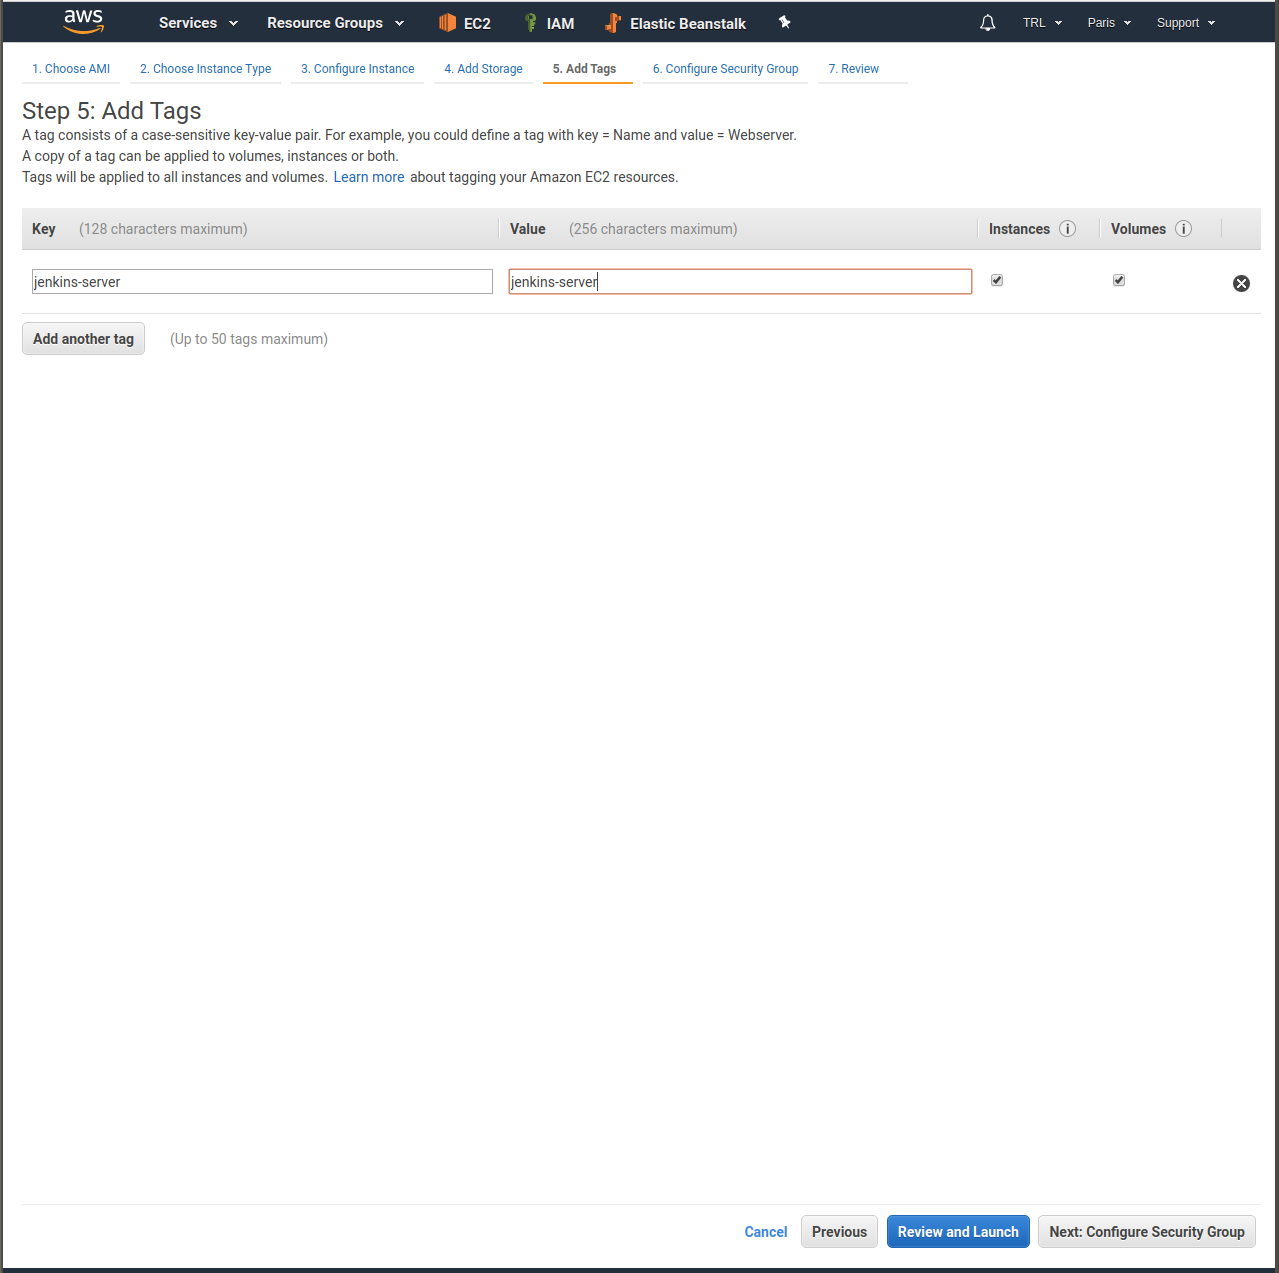 aws Services Resource Groups EC2 IAM Elastic Beanstalk TRL Paris Support
1. Choose AMI 2. Choose Instance Type 3. Configure Instance 4. Add Storage 5. Add Tags 6. Configure Security Group 7. Review
Step 5: Add Tags
A tag consists of a case-sensitive key-value pair. For example, you could define a tag with key = Name and value = Webserver.
A copy of a tag can be applied to volumes, instances or both.
Tags will be applied to all instances and volumes. Learn more about tagging your Amazon EC2 resources.
Key (128 characters maximum) Value (256 characters maximum) Instances i Volumes i
jenkins-server jenkins-server
Add another tag (Up to 50 tags maximum)
Cancel Previous Review and Launch Next: Configure Security Group